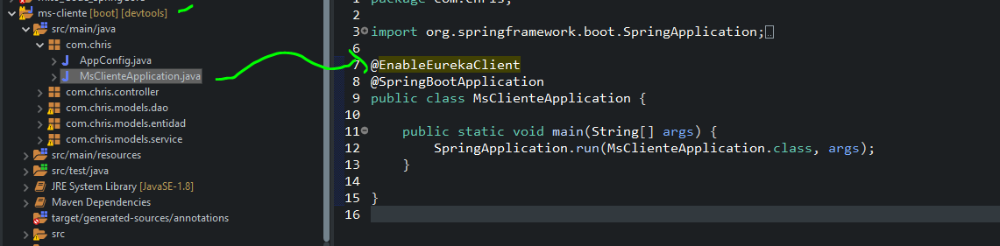 ms-cliente [boot] [devtools]
src/main/java
com.chris
AppConfig.java
MsClienteApplication.java
com.chris.controller
com.chris.models.dao
com.chris.models.entidad
com.chris.models.service
src/main/resources
src/test/java
JRE System Library [JavaSE-1.8]
Maven Dependencies
target/generated-sources/annotations
src
2
3 import org.springframework.boot.SpringApplication;
6
7 @EnableEurekaClient
8 @SpringBootApplication
9 public class MsClienteApplication {
10
11 public static void main(String[] args) {
12 SpringApplication.run(MsClienteApplication.class, args);
13 }
14
15 }
16